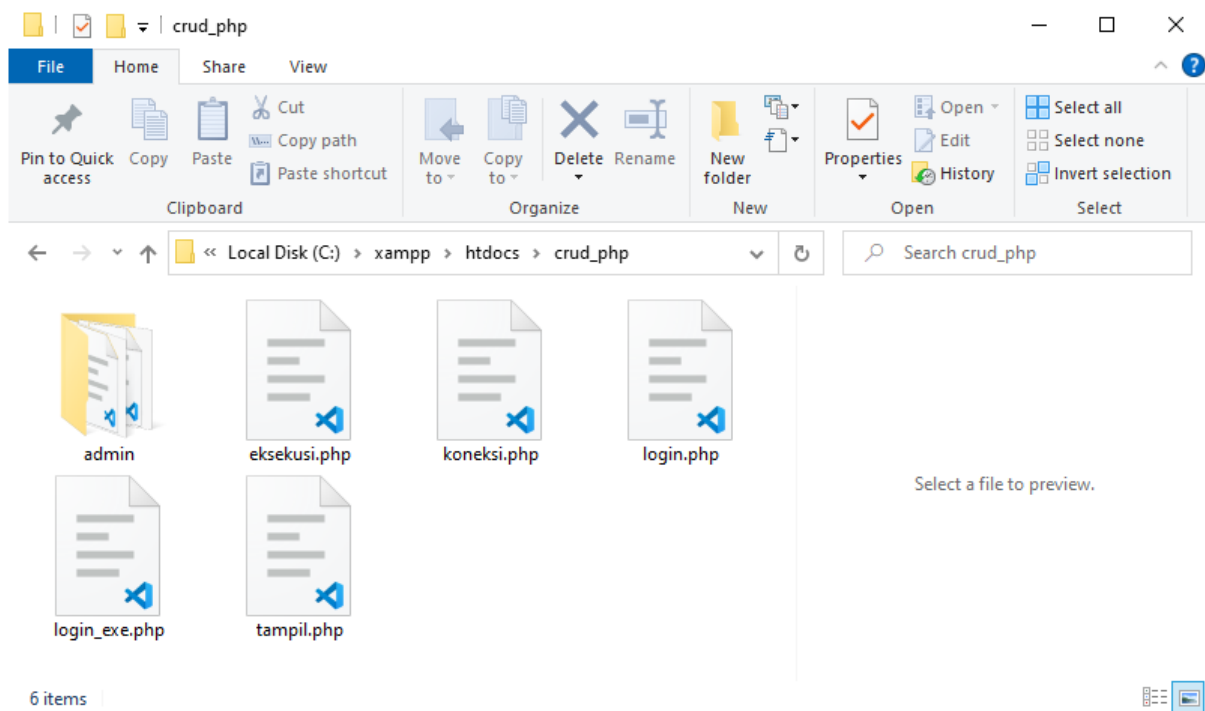 crud_php
File Home Share View
?
Pin to Quick access
Copy
Paste
Cut
Copy path
Paste shortcut
Clipboard
Move to
Copy to
Delete
Rename
Organize
New folder
New
Properties
Open
Edit
History
Open
Select all
Select none
Invert selection
Select
« Local Disk (C:) > xampp > htdocs > crud_php
Search crud_php
admin
eksekusi.php
koneksi.php
login.php
login_exe.php
tampil.php
Select a file to preview.
6 items